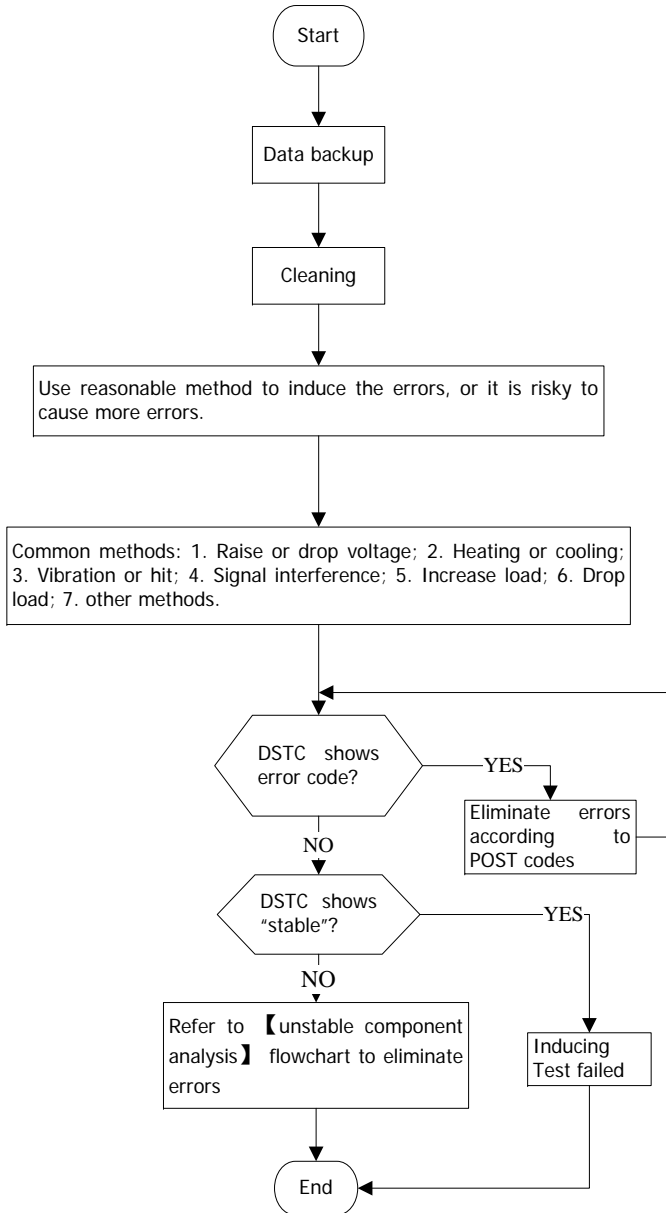 Start
Data backup
Cleaning
Use reasonable method to induce the errors, or it is risky to
cause more errors.
Common methods: 1. Raise or drop voltage; 2. Heating or cooling;
3. Vibration or hit; 4. Signal interference; 5. Increase load; 6. Drop
load; 7. other methods.
DSTC shows
error code?
YES
Eliminate errors
according to
POST codes
NO
DSTC shows
“stable”?
YES
NO
Refer to 【unstable component
analysis】 flowchart to eliminate
errors
Inducing
Test failed
End